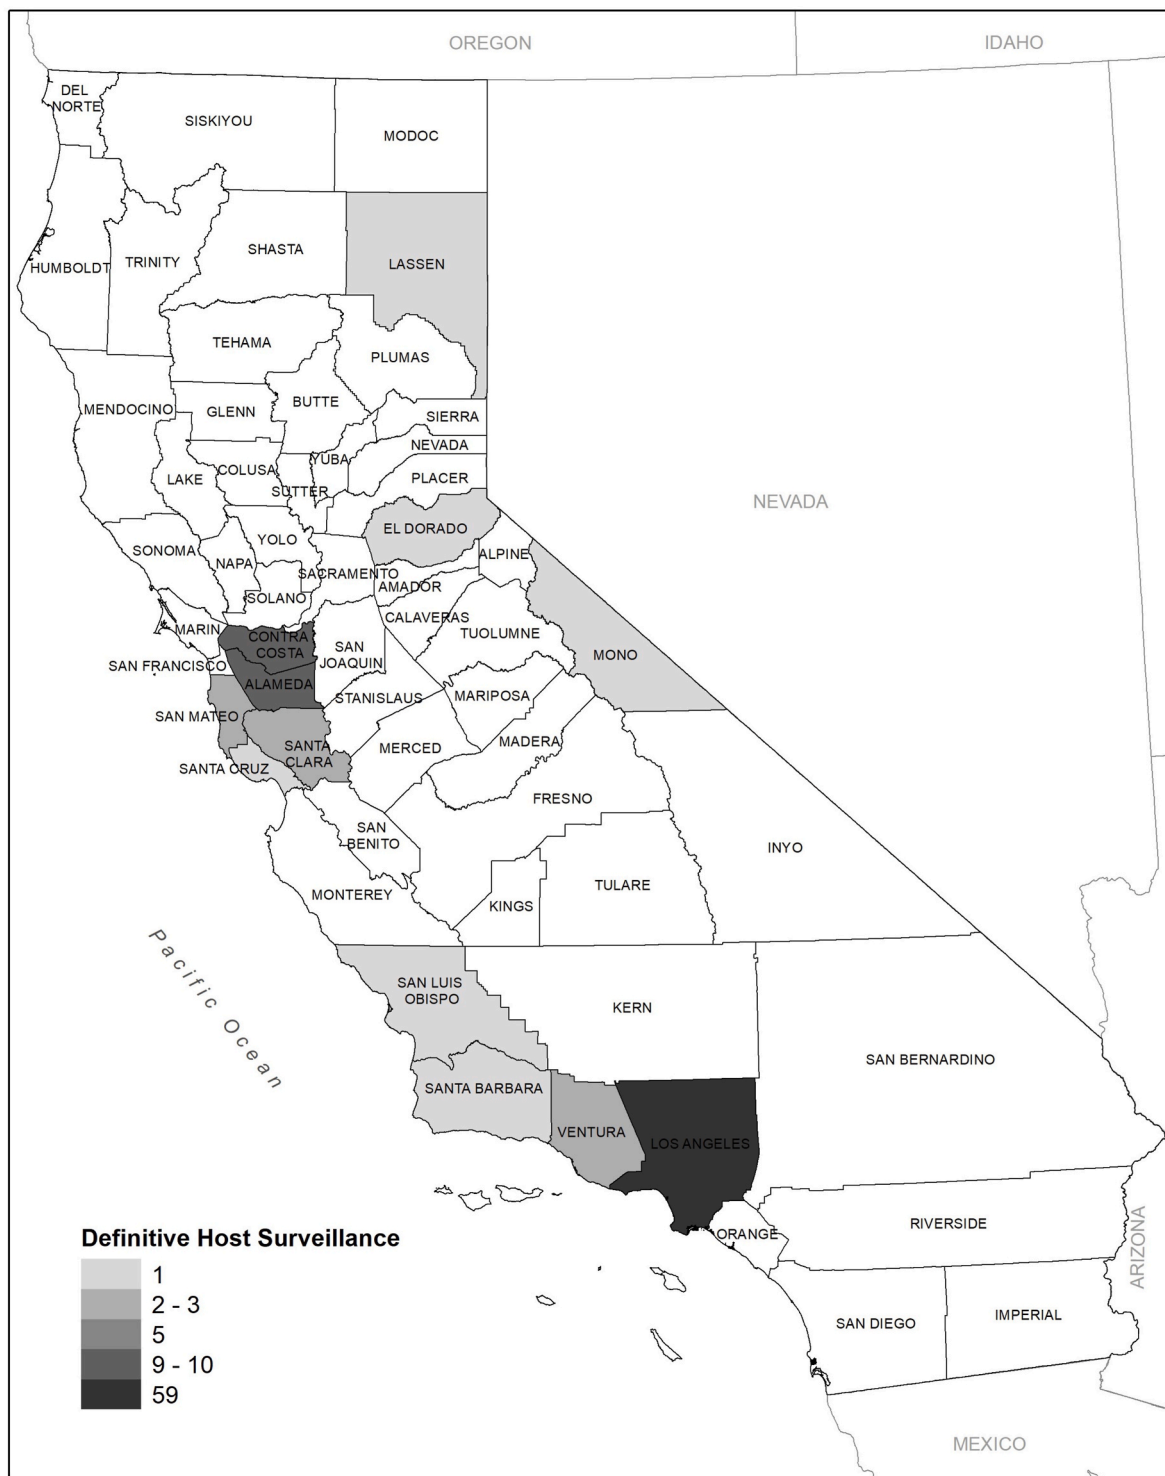 OREGON
IDAHO
DEL
NORTE
SISKIYOU
MODOC
SHASTA
LASSEN
HUMBOLDT
TRINITY
TEHAMA
PLUMAS
MENDOCINO
GLENN
BUTTE
SIERRA
NEVADA
YUBA
COLUSA
LAKE
PLACER
SUTTER
NEVADA
EL DORADO
YOLO
SONOMA
NAPA
ALPINE
SACRAMENTO
AMADOR
SOLANO
CALAVERAS
MARIN
TUOLUMNE
CONTRA
COSTA
SAN
JOAQUIN
MONO
SAN FRANCISCO
ALAMEDA
STANISLAUS
MARIPOSA
SAN MATEO
MADERA
SANTA
CLARA
MERCED
SANTA CRUZ
FRESNO
SAN
BENITO
INYO
TULARE
MONTEREY
KINGS
Pacific Ocean
SAN LUIS
OBISPO
KERN
SAN BERNARDINO
SANTA BARBARA
VENTURA
LOS ANGELES
RIVERSIDE
ORANGE
ARIZONA
Definitive Host Surveillance
1
2 - 3
5
9 - 10
59
SAN DIEGO
IMPERIAL
MEXICO